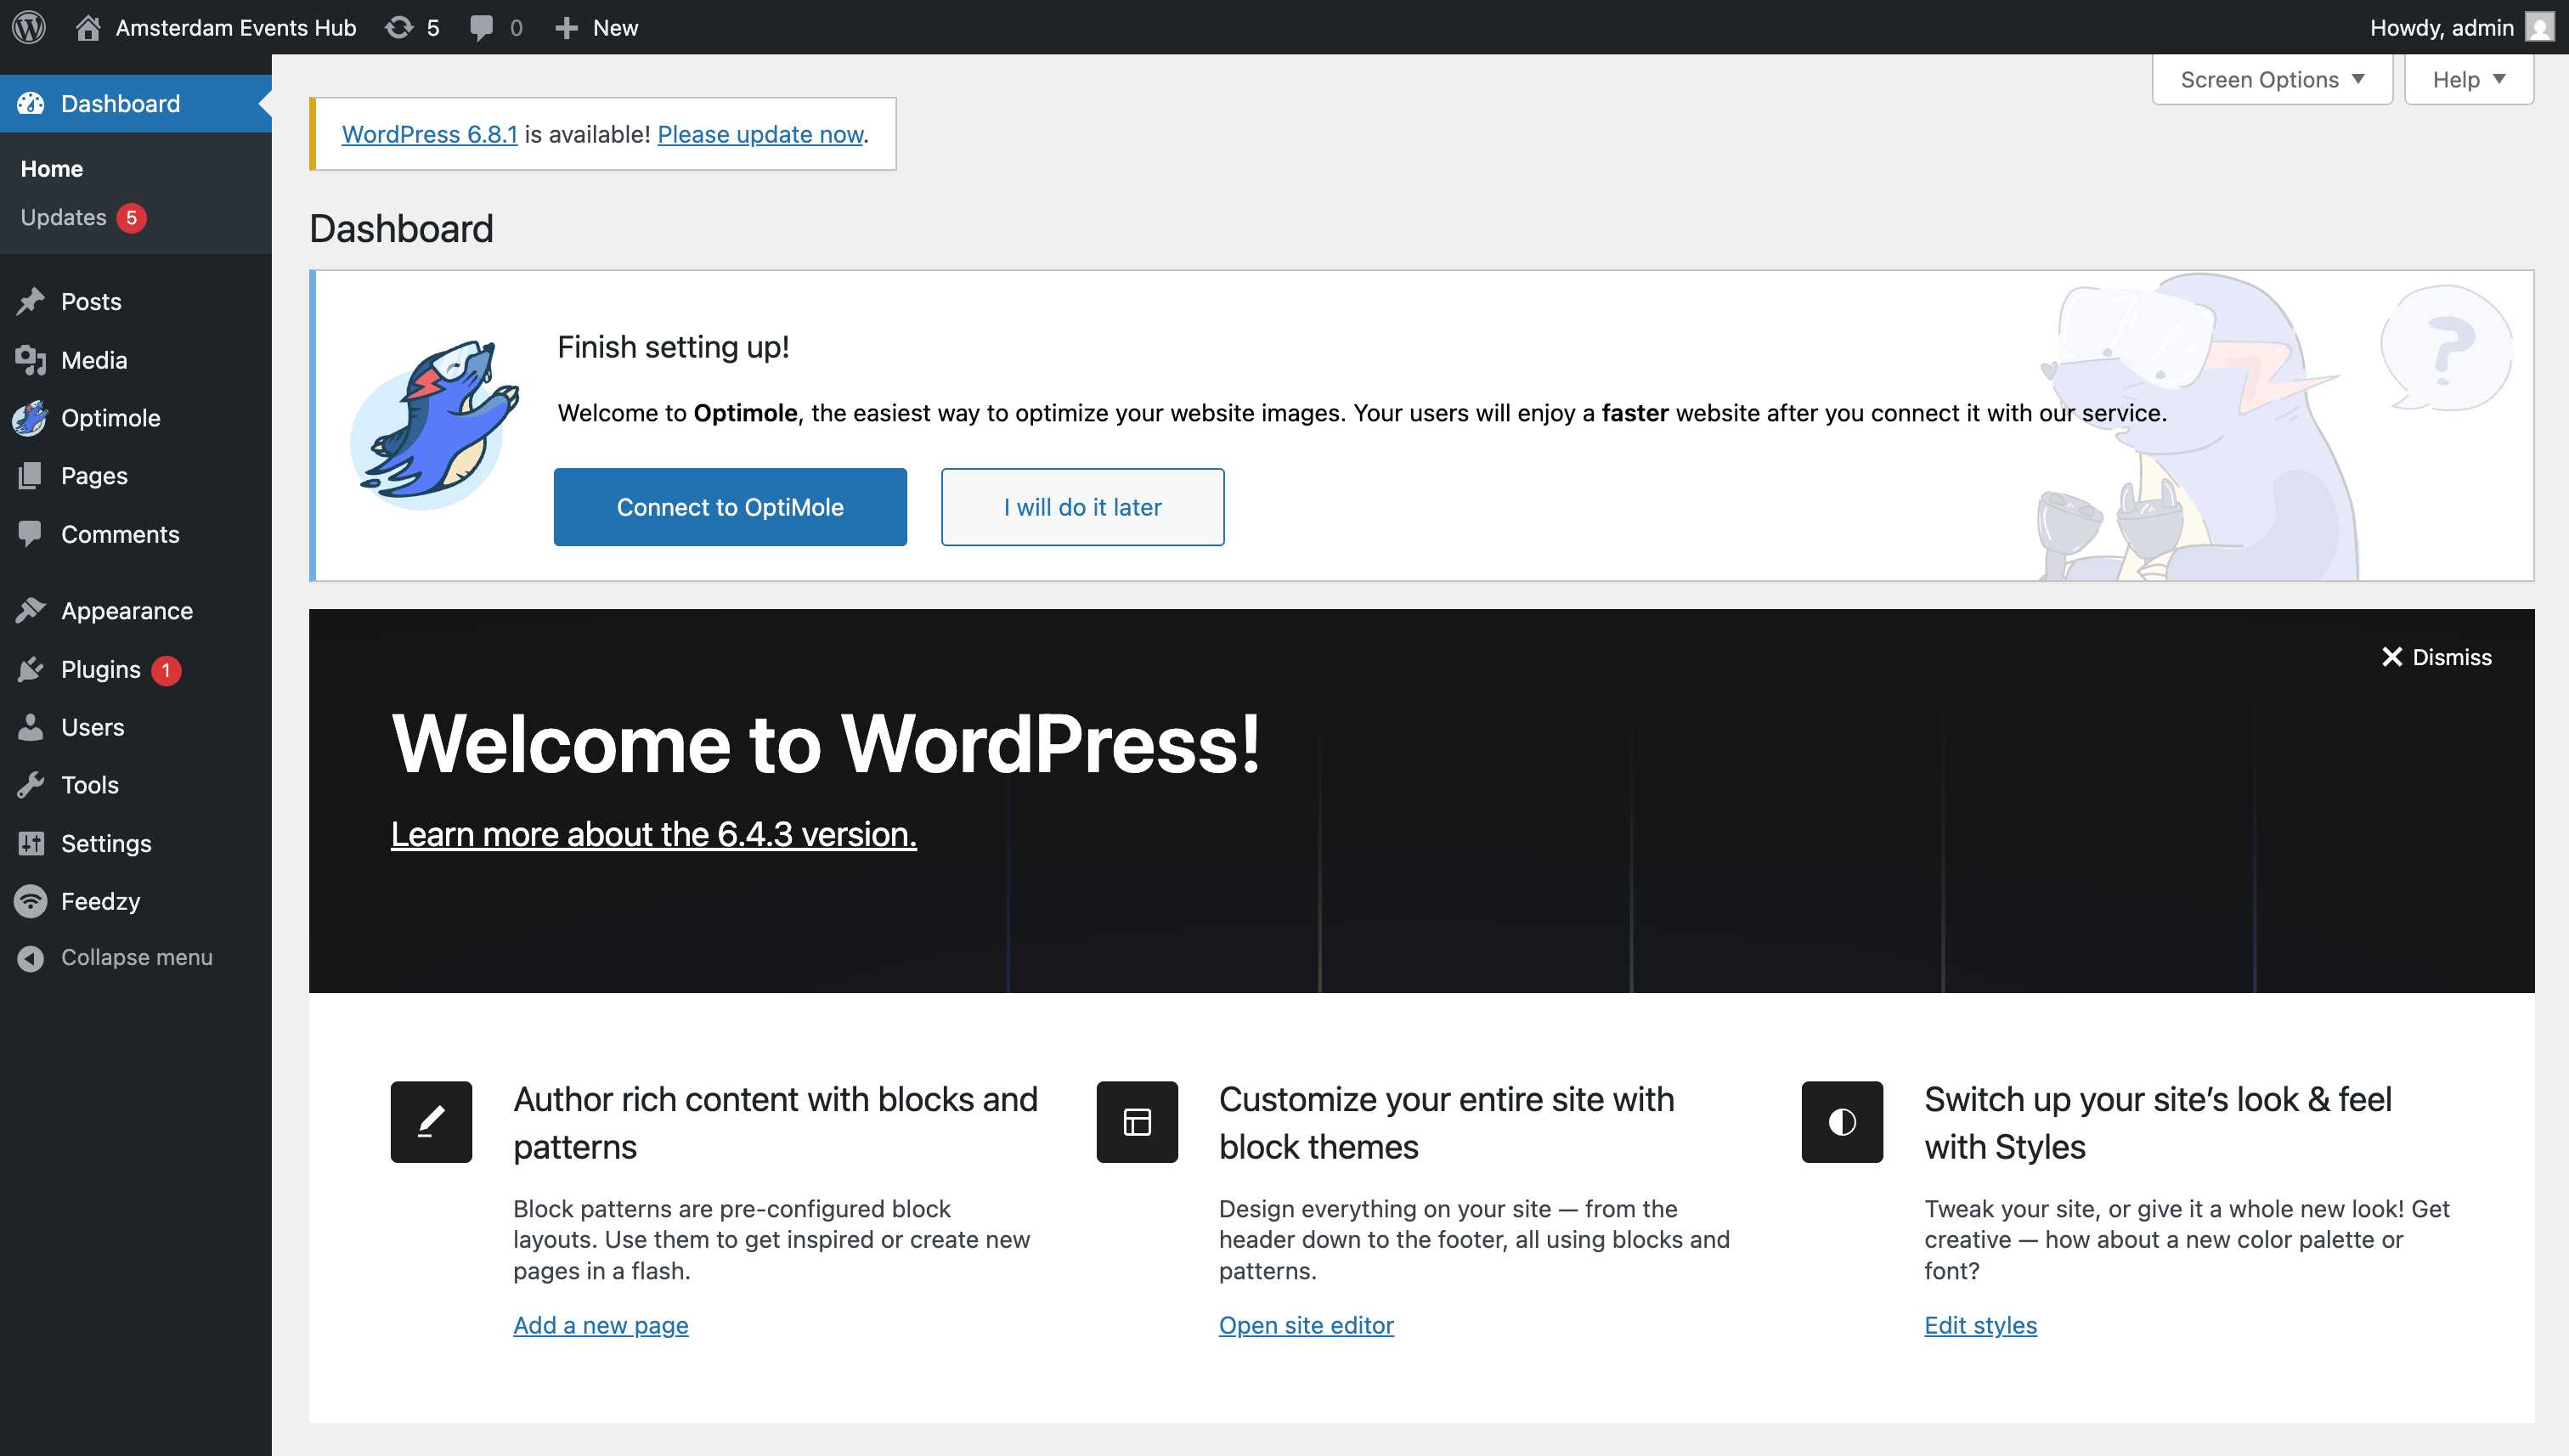 Amsterdam Events Hub 5 0 New Howdy, admin
Screen Options Help
Dashboard
Home
Updates 5
Posts
Media
Optimole
Pages
Comments
Appearance
Plugins 1
Users
Tools
Settings
Feedzy
Collapse menu
WordPress 6.8.1 is available! Please update now.
Dashboard
Finish setting up!
Welcome to Optimole, the easiest way to optimize your website images. Your users will enjoy a faster website after you connect it with our service.
Connect to OptiMole I will do it later
?
Dismiss
Welcome to WordPress!
Learn more about the 6.4.3 version.
Author rich content with blocks and
patterns
Block patterns are pre-configured block
layouts. Use them to get inspired or create new
pages in a flash.
Add a new page
Customize your entire site with
block themes
Design everything on your site — from the
header down to the footer, all using blocks and
patterns.
Open site editor
Switch up your site’s look & feel
with Styles
Tweak your site, or give it a whole new look! Get
creative — how about a new color palette or
font?
Edit styles